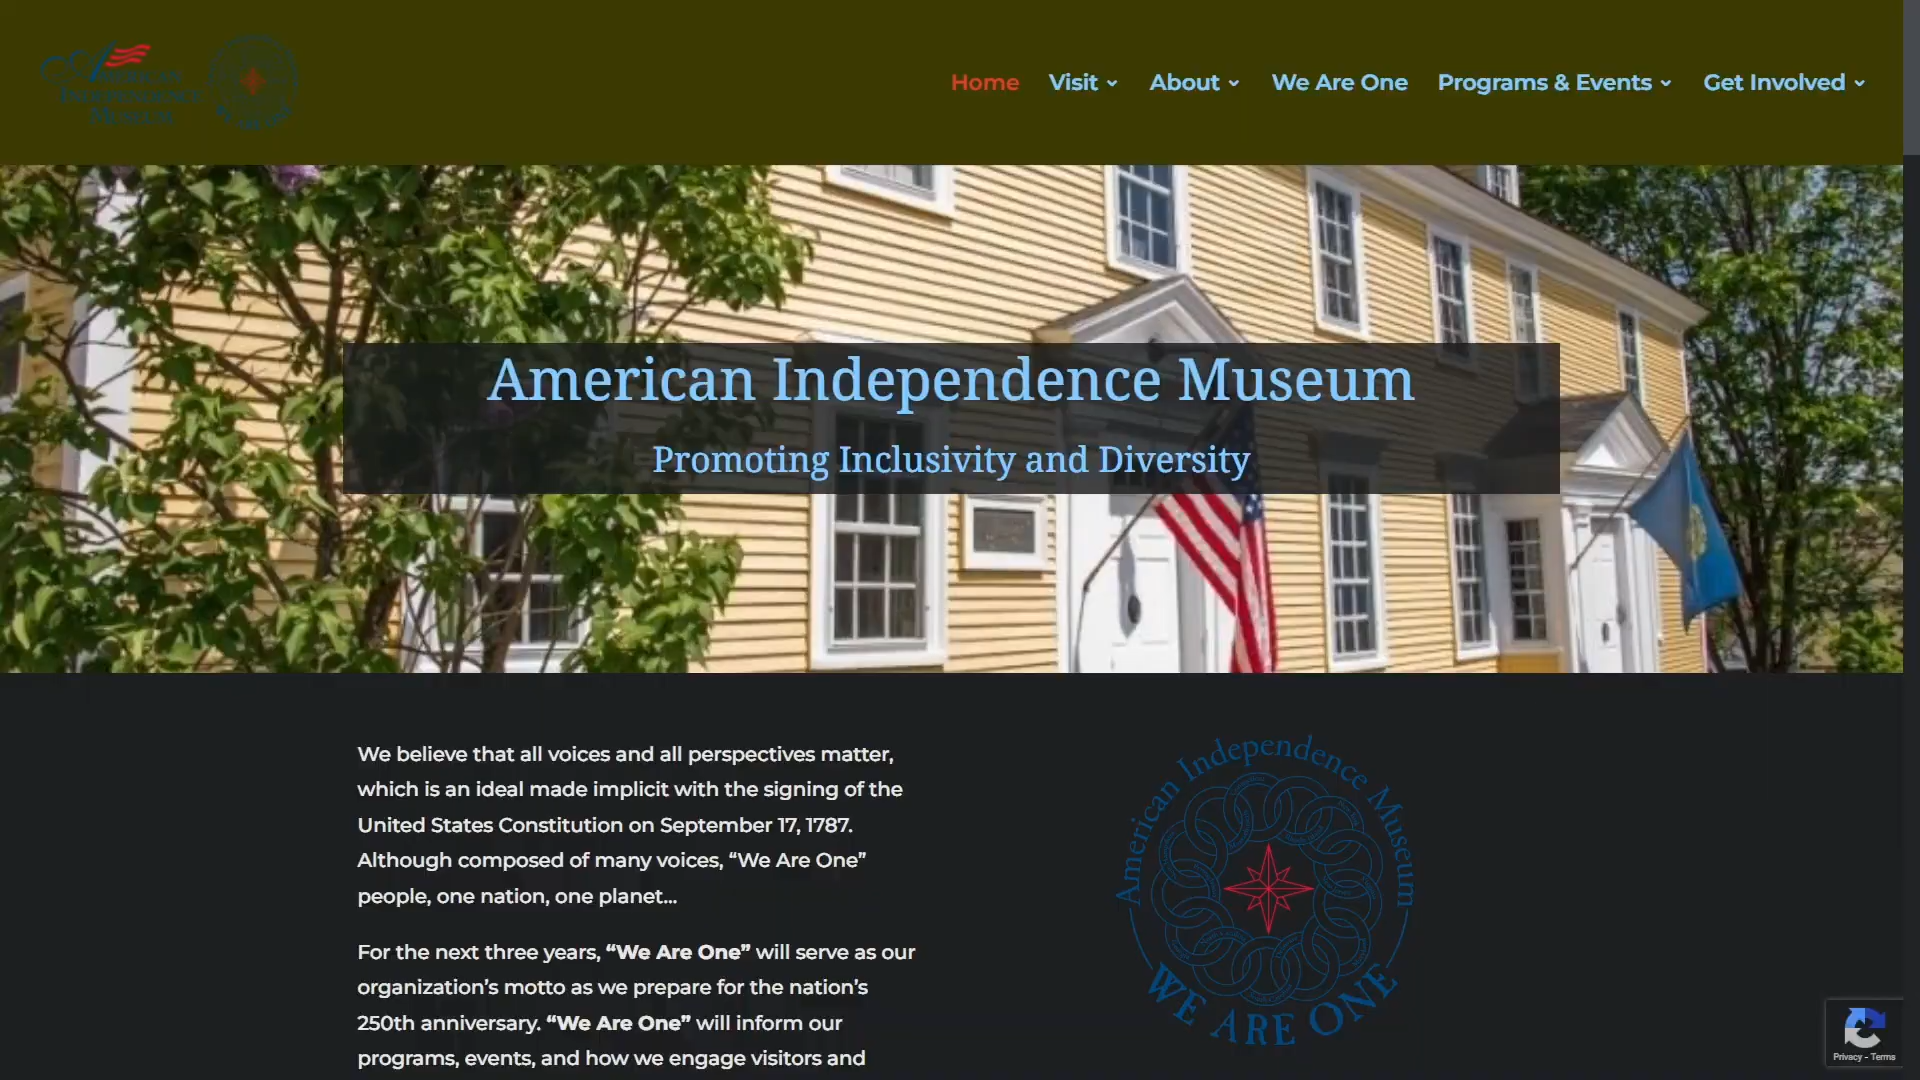 American
Independence
Museum
Home
Visit
About
We Are One
Programs & Events
Get Involved
American Independence Museum
Promoting Inclusivity and Diversity
We believe that all voices and all perspectives matter,
which is an ideal made implicit with the signing of the
United States Constitution on September 17, 1787.
Although composed of many voices, “We Are One”
people, one nation, one planet...
For the next three years, “We Are One” will serve as our
organization’s motto as we prepare for the nation’s
250th anniversary. “We Are One” will inform our
programs, events, and how we engage visitors and
American Independence Museum
WE ARE ONE
Privacy - Terms